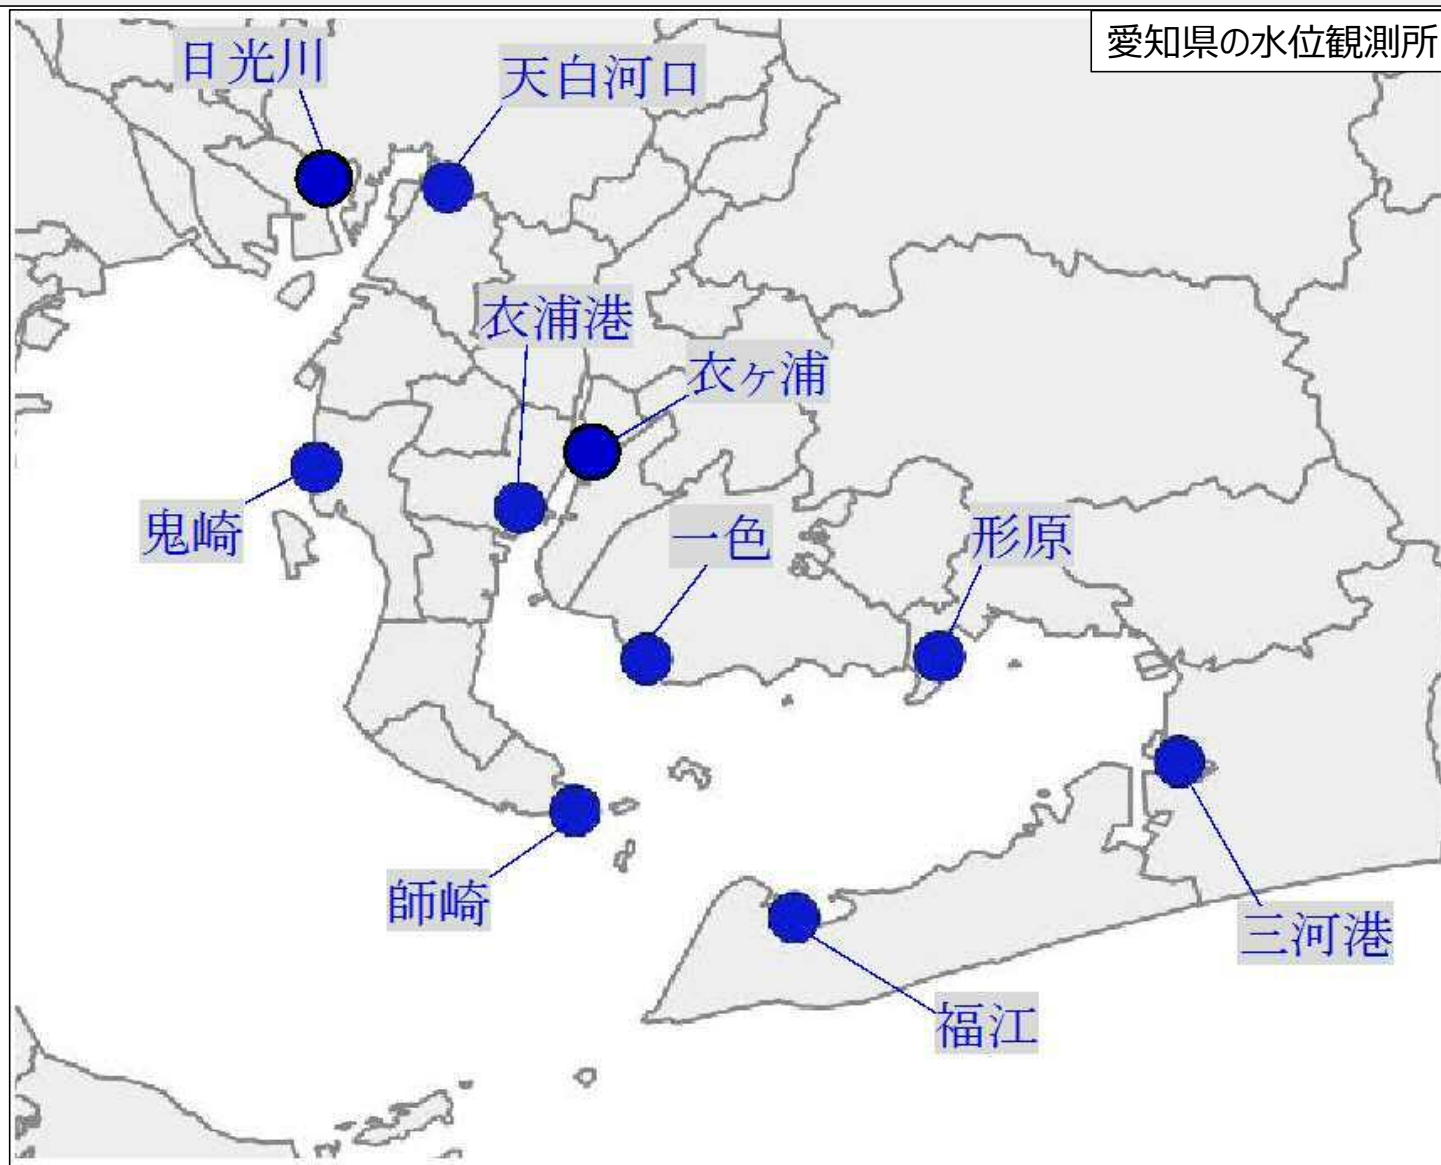 愛知県の水位観測所
日光川
天白河口
衣浦港
衣ヶ浦
鬼崎
一色
形原
師崎
三河港
福江